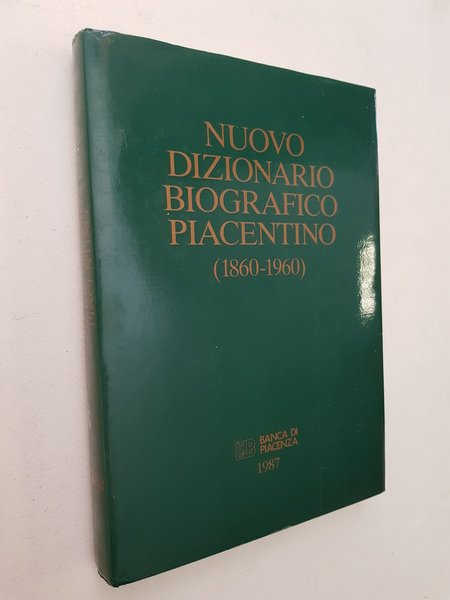 NUOVO
DIZIONARIO
BIOGRAFICO
PIACENTINO
(1860-1960)
BANCA DI
PIACENZA
1987